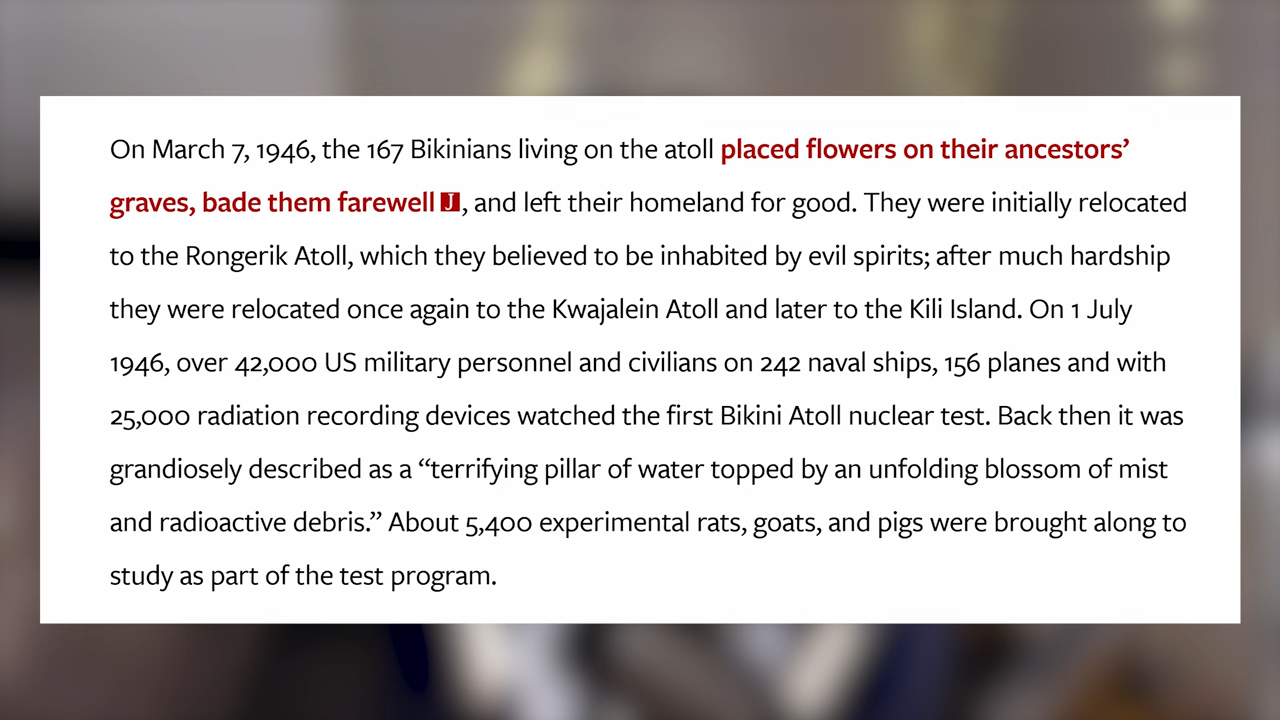 On March 7, 1946, the 167 Bikinians living on the atoll placed flowers on their ancestors’
graves, bade them farewell J, and left their homeland for good. They were initially relocated
to the Rongerik Atoll, which they believed to be inhabited by evil spirits; after much hardship
they were relocated once again to the Kwajalein Atoll and later to the Kili Island. On 1 July
1946, over 42,000 US military personnel and civilians on 242 naval ships, 156 planes and with
25,000 radiation recording devices watched the first Bikini Atoll nuclear test. Back then it was
grandiosely described as a “terrifying pillar of water topped by an unfolding blossom of mist
and radioactive debris.” About 5,400 experimental rats, goats, and pigs were brought along to
study as part of the test program.